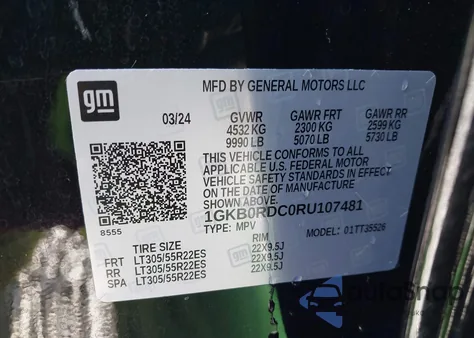 gm
MFD BY GENERAL MOTORS LLC
03/24
GVWR GAWR FRT GAWR RR
4532 KG 2300 KG 2599 KG
9990 LB 5070 LB 5730 LB
THIS VEHICLE CONFORMS TO ALL
APPLICABLE U.S. FEDERAL MOTOR
VEHICLE SAFETY STANDARDS IN EFFECT
ON THE DATE OF MANUFACTURE SHOWN ABOVE.
1GKB0RDC0RU107481
TYPE: MPV MODEL: 01TT35526
8555
TIRE SIZE RIM
FRT LT305/55R22ES 22X9.5J
RR LT305/55R22ES 22X9.5J
SPA LT305/55R22ES 22X9.5J
autoSnap